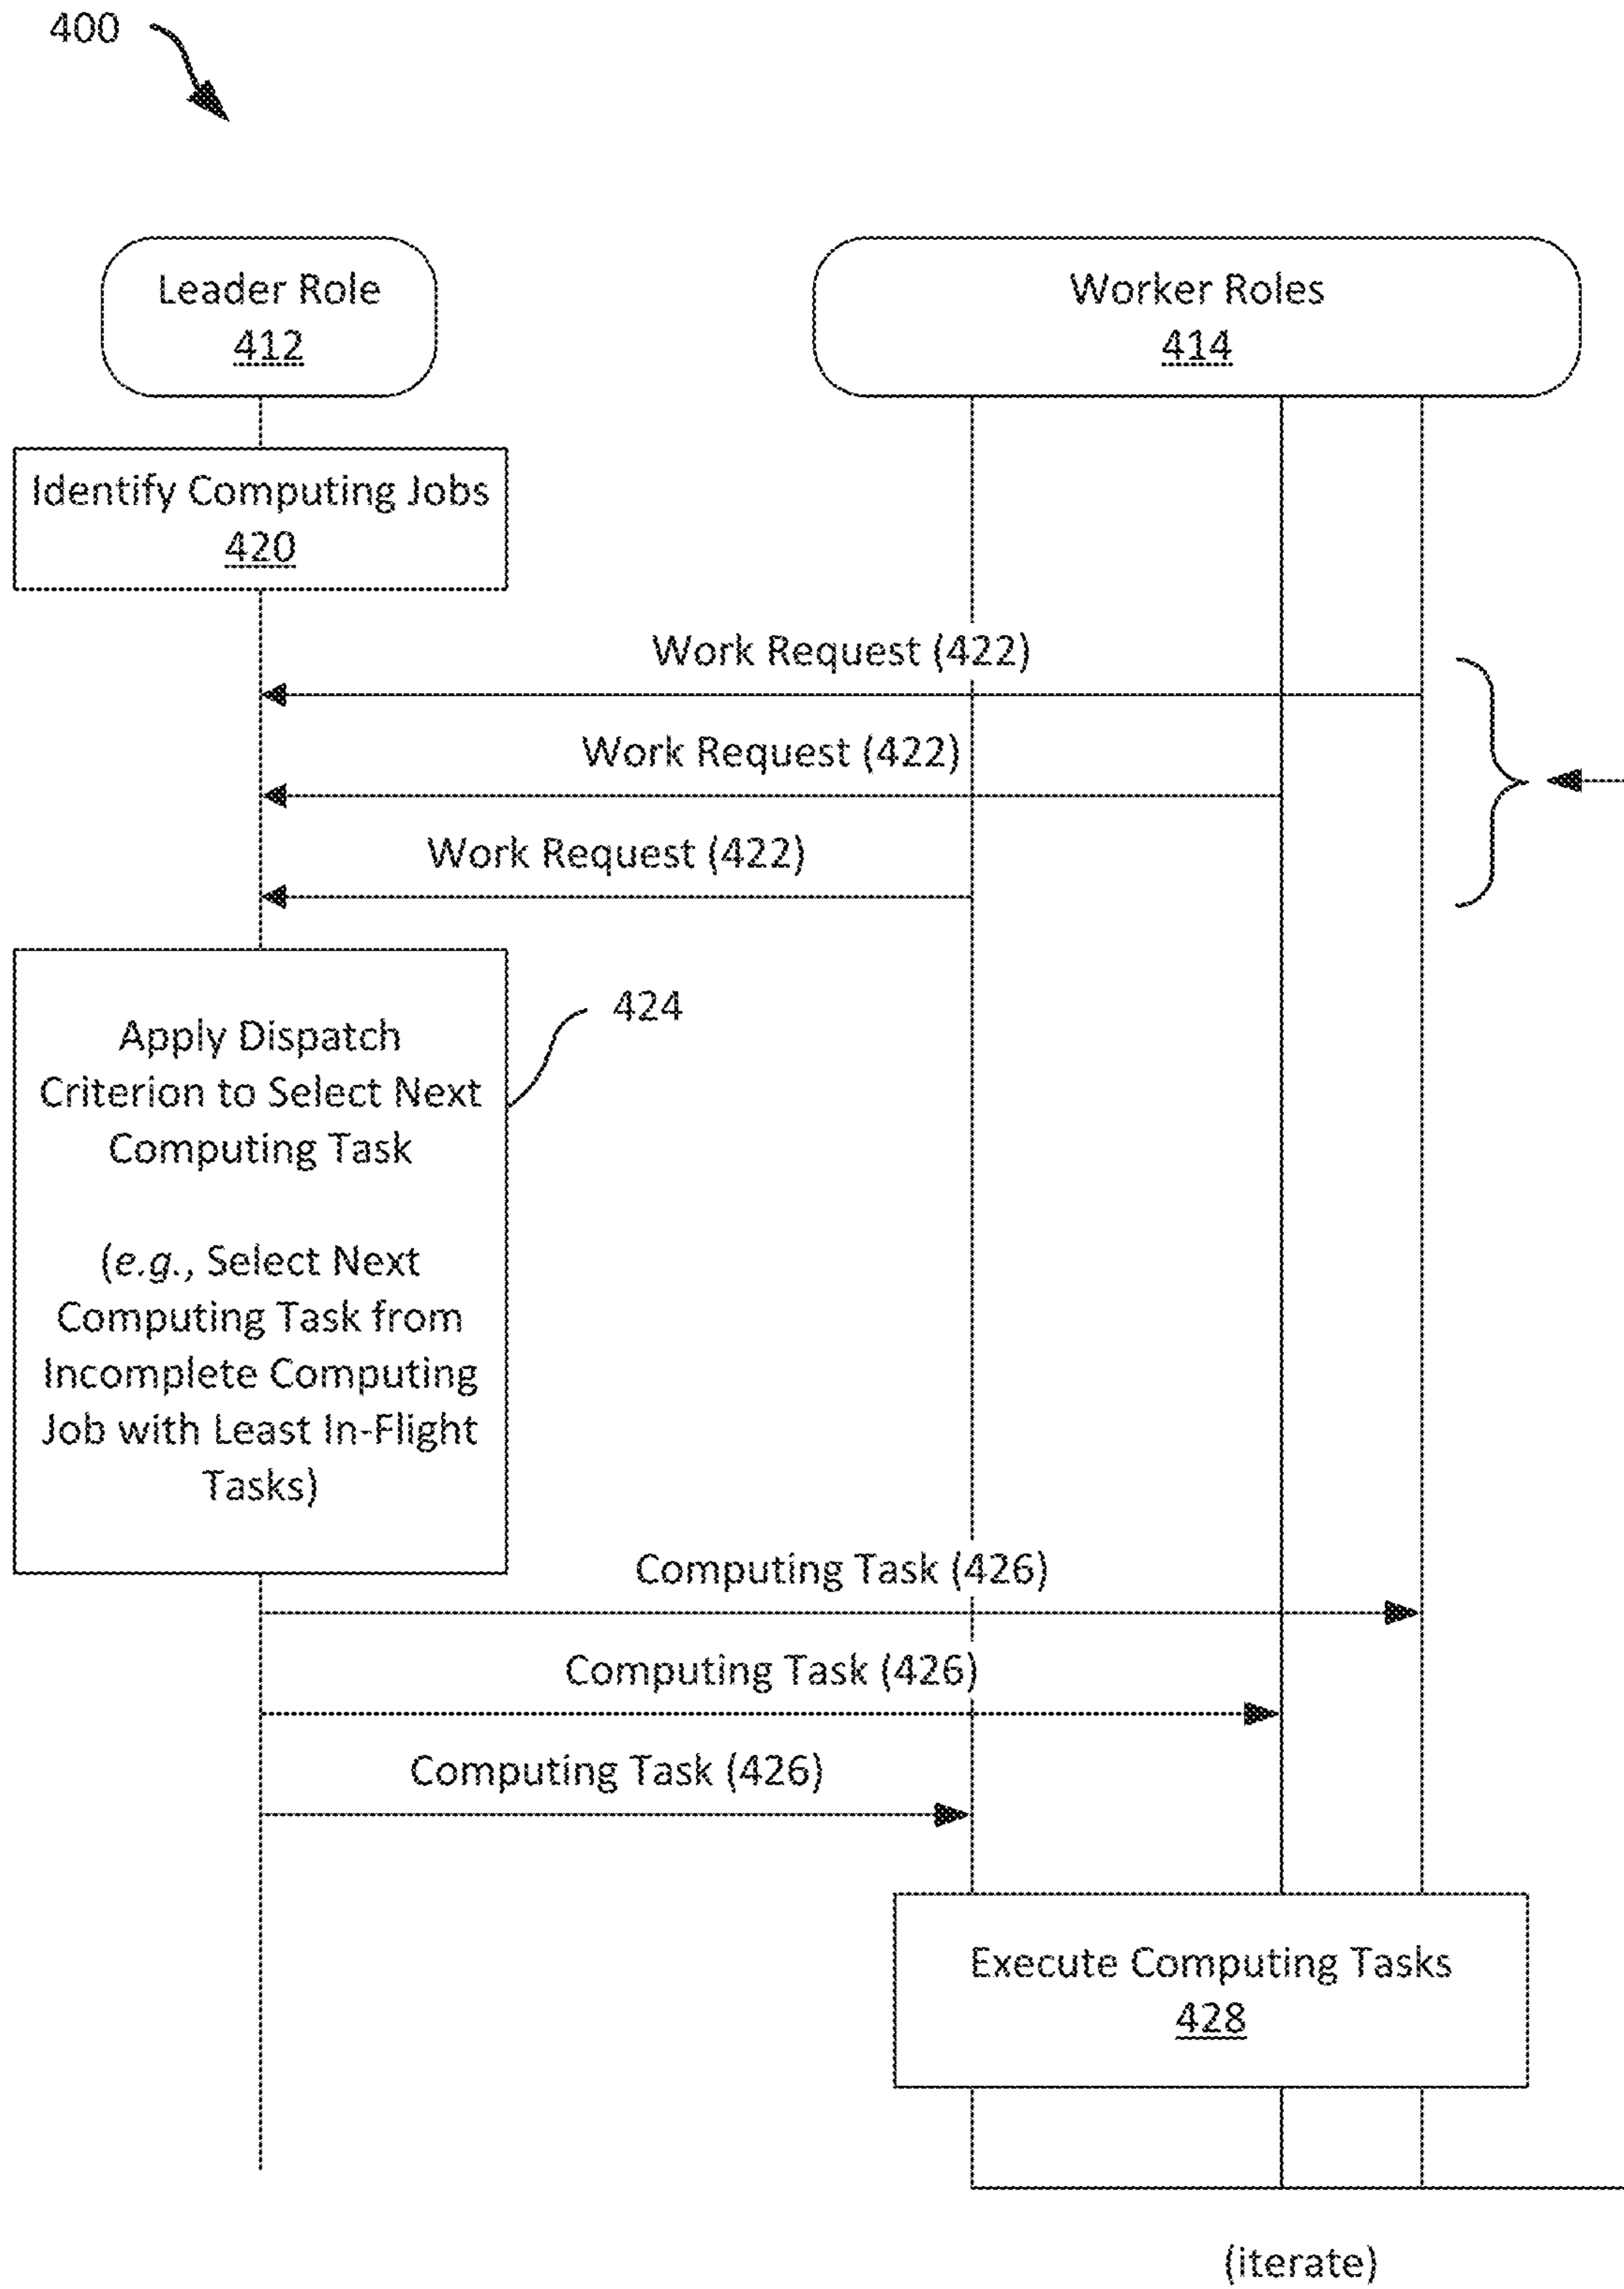 400
Leader Role
412
Worker Roles
414
Identify Computing Jobs
420
Work Request (422)
Work Request (422)
Work Request (422)
424
Apply Dispatch
Criterion to Select Next
Computing Task
(e.g., Select Next
Computing Task from
Incomplete Computing
Job with Least In-Flight
Tasks)
Computing Task (426)
Computing Task (426)
Computing Task (426)
Execute Computing Tasks
428
(iterate)